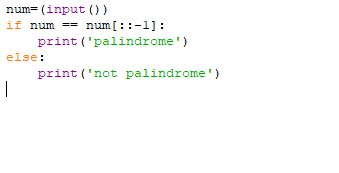 num=(input())
if num == num[::-1]:
    print('palindrome')
else:
    print('not palindrome')